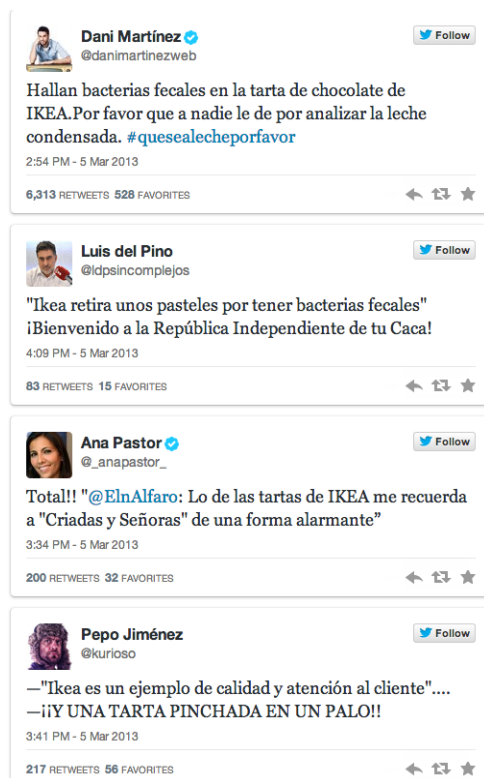 Dani Martínez
Follow
@danimartinezweb
Hallan bacterias fecales en la tarta de chocolate de
IKEA.Por favor que a nadie le de por analizar la leche
condensada. #quesealecheporfavor
2:54 PM - 5 Mar 2013
6,313 RETWEETS 528 FAVORITES
Luis del Pino
Follow
@ldpsincomplejos
"Ikea retira unos pasteles por tener bacterias fecales"
¡Bienvenido a la República Independiente de tu Caca!
4:09 PM - 5 Mar 2013
83 RETWEETS 15 FAVORITES
Ana Pastor
Follow
@_anapastor_
Total!! "@ElnAlfaro: Lo de las tartas de IKEA me recuerda
a "Criadas y Señoras" de una forma alarmante”
3:34 PM - 5 Mar 2013
200 RETWEETS 32 FAVORITES
Pepo Jiménez
Follow
@kurioso
—"Ikea es un ejemplo de calidad y atención al cliente"....
—¡¡Y UNA TARTA PINCHADA EN UN PALO!!
3:41 PM - 5 Mar 2013
217 RETWEETS 56 FAVORITES